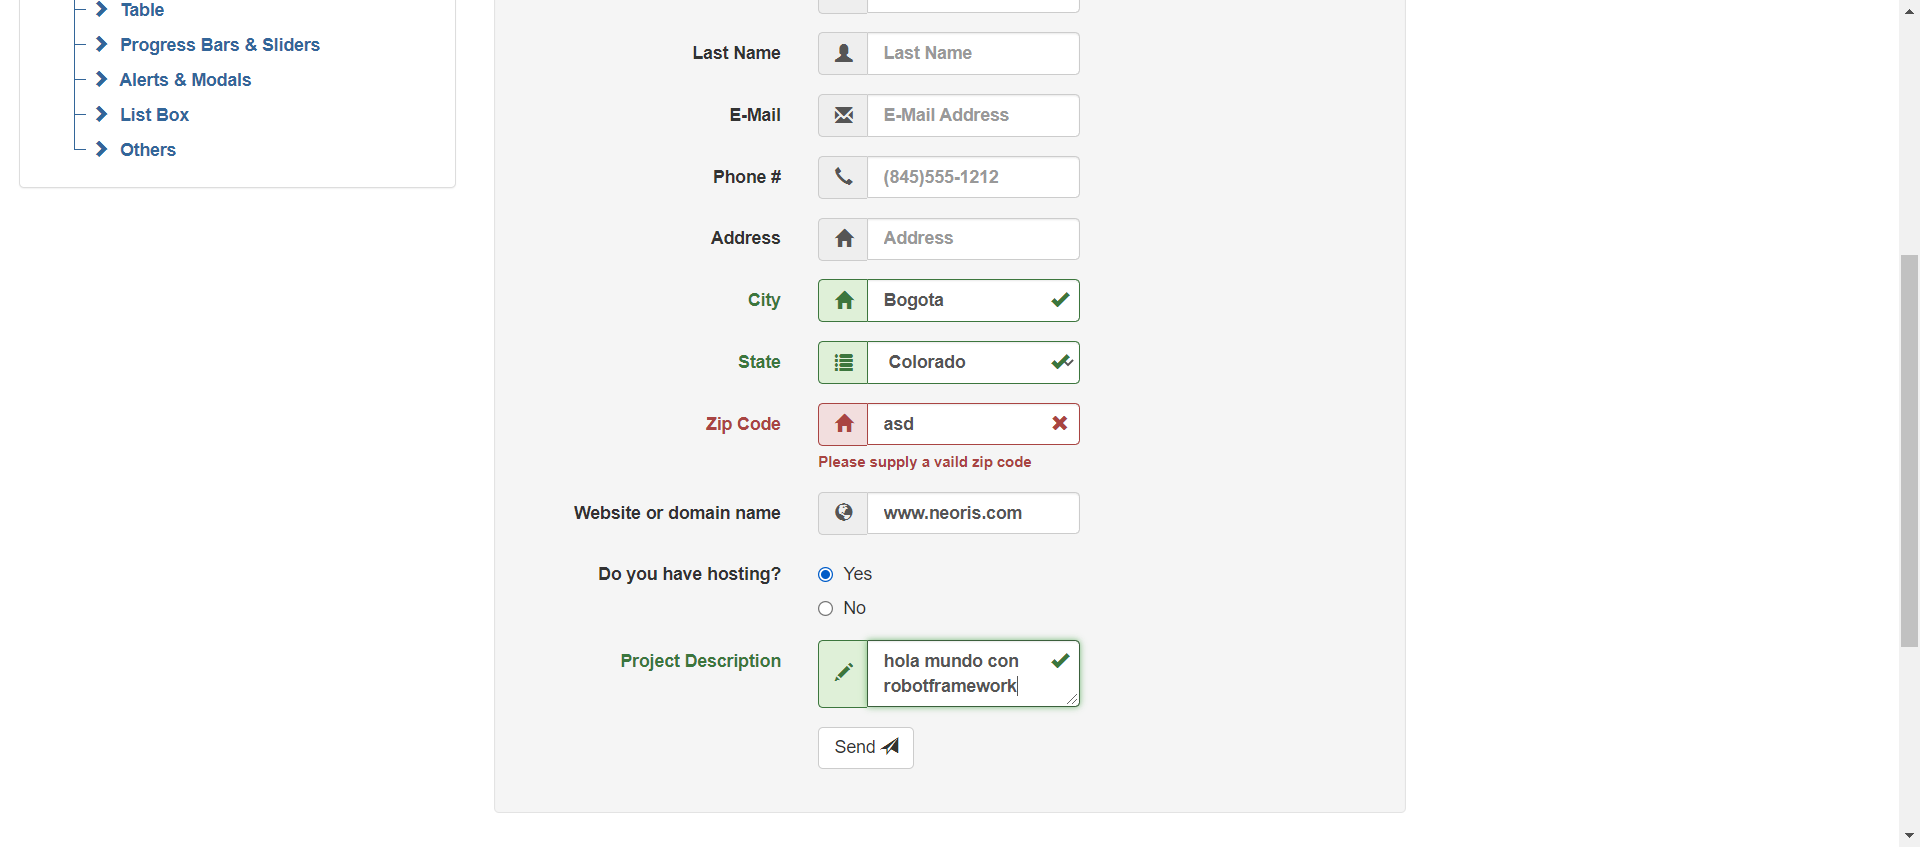 Table
Progress Bars & Sliders
Alerts & Modals
List Box
Others
Last Name Last Name
E-Mail E-Mail Address
Phone # (845)555-1212
Address Address
City Bogota
State Colorado
Zip Code asd
Please supply a vaild zip code
Website or domain name www.neoris.com
Do you have hosting? Yes
No
Project Description hola mundo con
robotframework
Send